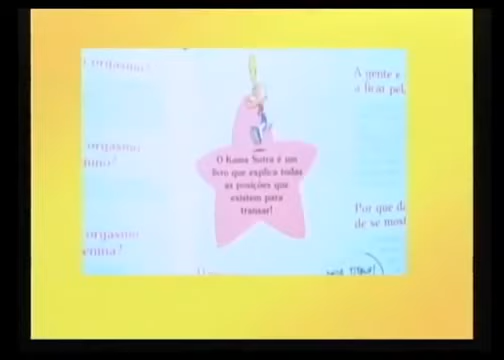 orgasmo?
A gente e
a ficar pel
O Kama Sutra é um
livro que explica todas
as posições que
existem para
transar!
orgasmo
nino?
Por que da
de se most
orgasmo
enina?